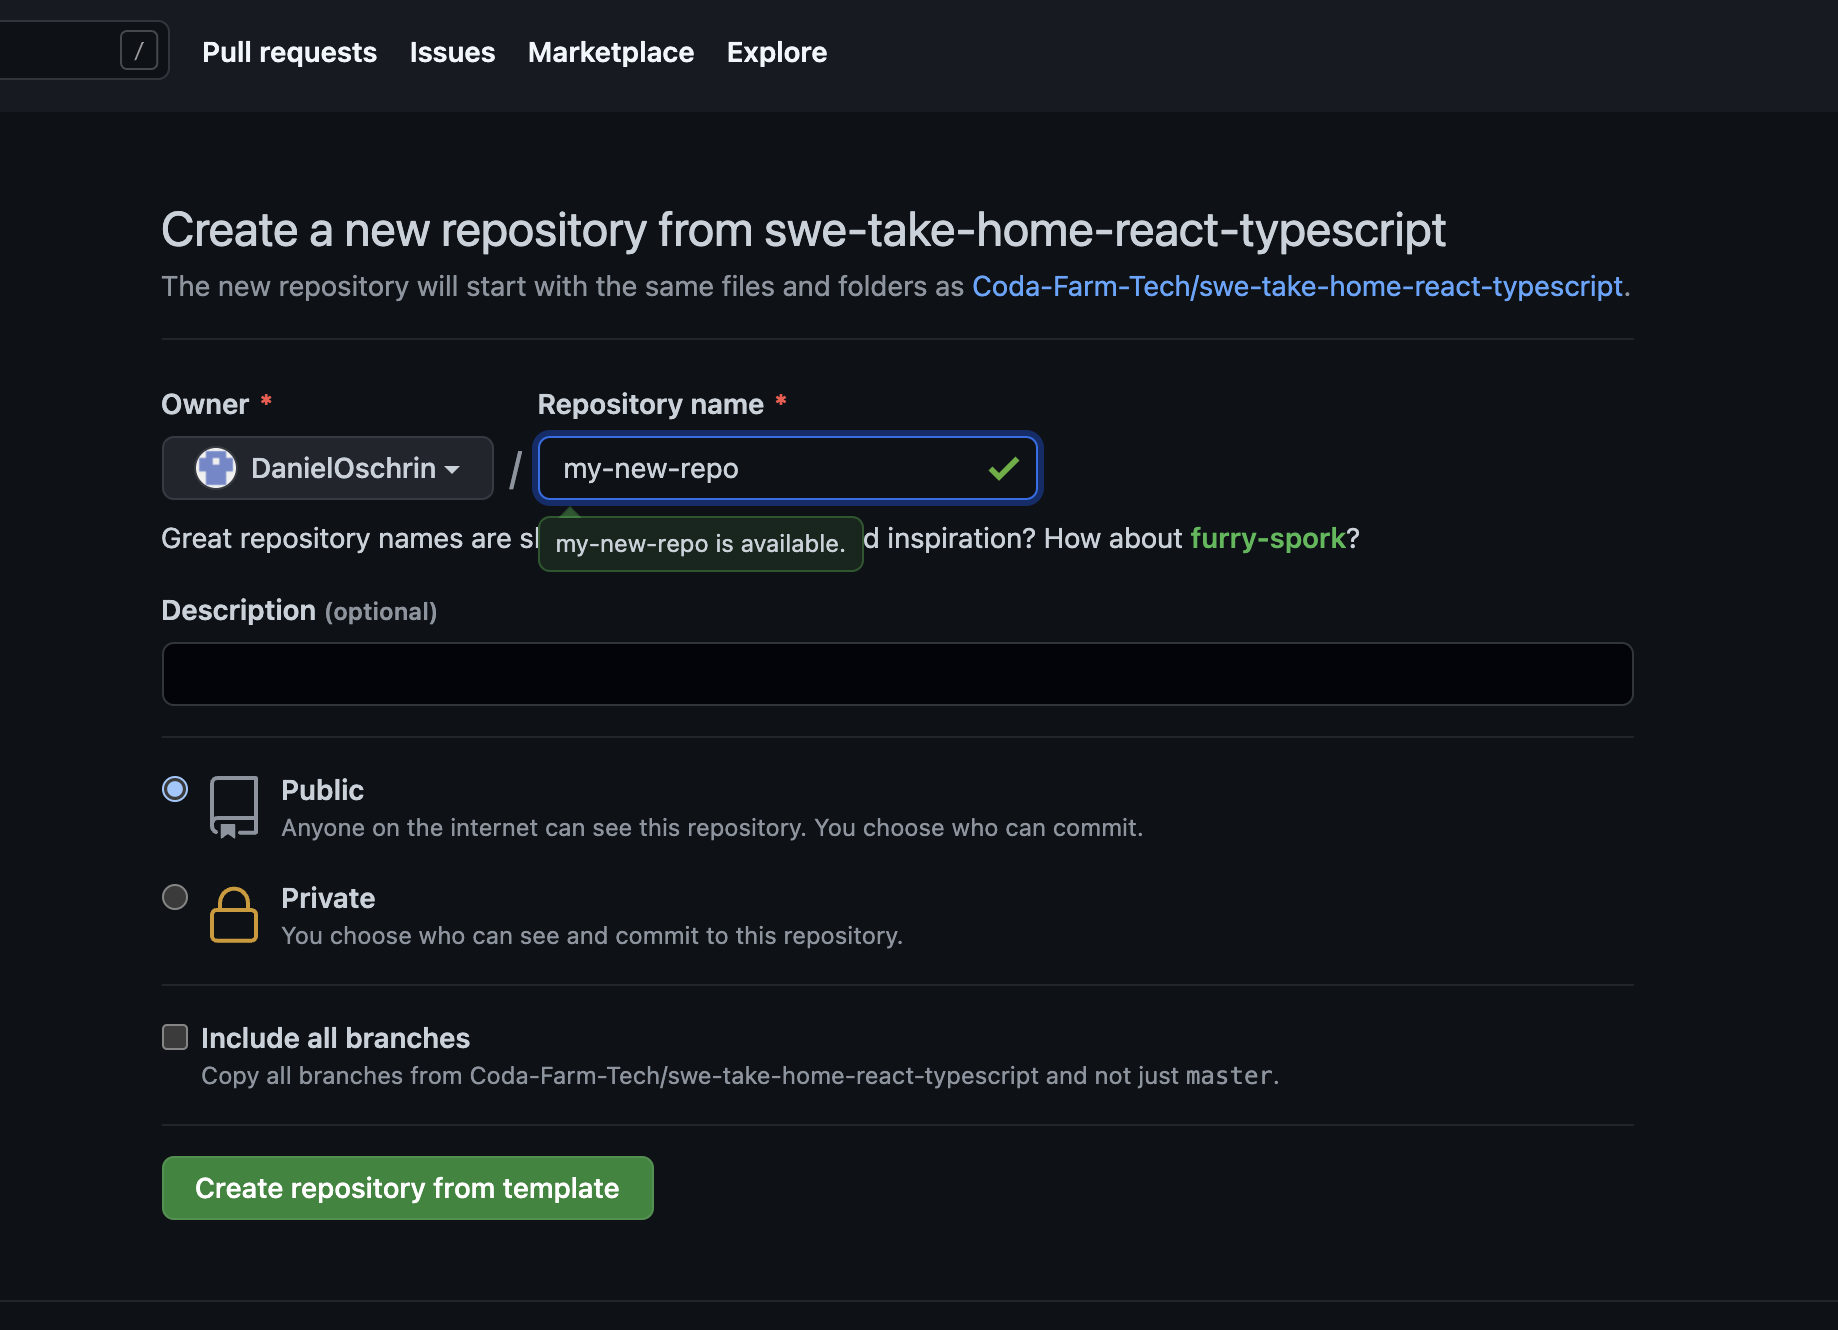 / Pull requests Issues Marketplace Explore
Create a new repository from swe-take-home-react-typescript
The new repository will start with the same files and folders as Coda-Farm-Tech/swe-take-home-react-typescript.
Owner * Repository name *
DanielOschrin / my-new-repo
Great repository names are inspiration? How about furry-spork?
my-new-repo is available.
Description (optional)
Public
Anyone on the internet can see this repository. You choose who can commit.
Private
You choose who can see and commit to this repository.
Include all branches
Copy all branches from Coda-Farm-Tech/swe-take-home-react-typescript and not just master.
Create repository from template